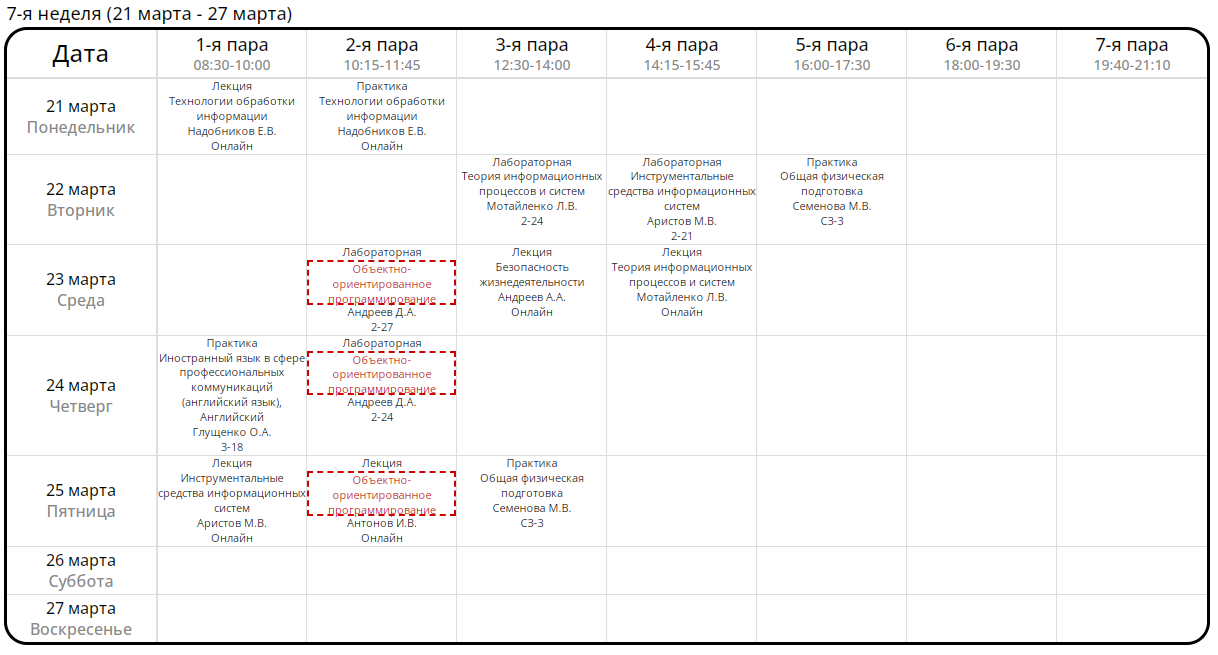 7-я неделя (21 марта - 27 марта)
Дата
1-я пара
08:30-10:00
2-я пара
10:15-11:45
3-я пара
12:30-14:00
4-я пара
14:15-15:45
5-я пара
16:00-17:30
6-я пара
18:00-19:30
7-я пара
19:40-21:10
21 марта
Понедельник
Лекция
Технологии обработки
информации
Надобников Е.В.
Онлайн
Практика
Технологии обработки
информации
Надобников Е.В.
Онлайн
22 марта
Вторник
Лабораторная
Теория информационных
процессов и систем
Мотайленко Л.В.
2-24
Лабораторная
Инструментальные
средства информационных
систем
Аристов М.В.
2-21
Практика
Общая физическая
подготовка
Семенова М.В.
СЗ-3
23 марта
Среда
Лабораторная
Объектно-
ориентированное
программирование
Андреев Д.А.
2-27
Лекция
Безопасность
жизнедеятельности
Андреев А.А.
Онлайн
Лекция
Теория информационных
процессов и систем
Мотайленко Л.В.
Онлайн
24 марта
Четверг
Практика
Иностранный язык в сфере
профессиональных
коммуникаций
(английский язык),
Английский
Глущенко О.А.
3-18
Лабораторная
Объектно-
ориентированное
программирование
Андреев Д.А.
2-24
25 марта
Пятница
Лекция
Инструментальные
средства информационных
систем
Аристов М.В.
Онлайн
Лекция
Объектно-
ориентированное
программирование
Антонов И.В.
Онлайн
Практика
Общая физическая
подготовка
Семенова М.В.
СЗ-3
26 марта
Суббота
27 марта
Воскресенье